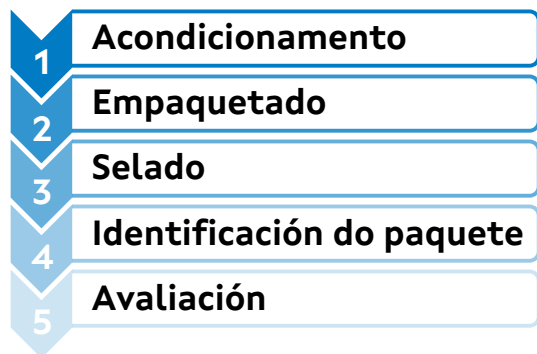 1 Acondicionamento
2 Empaquetado
3 Selado
4 Identificación do paquete
5 Avaliación